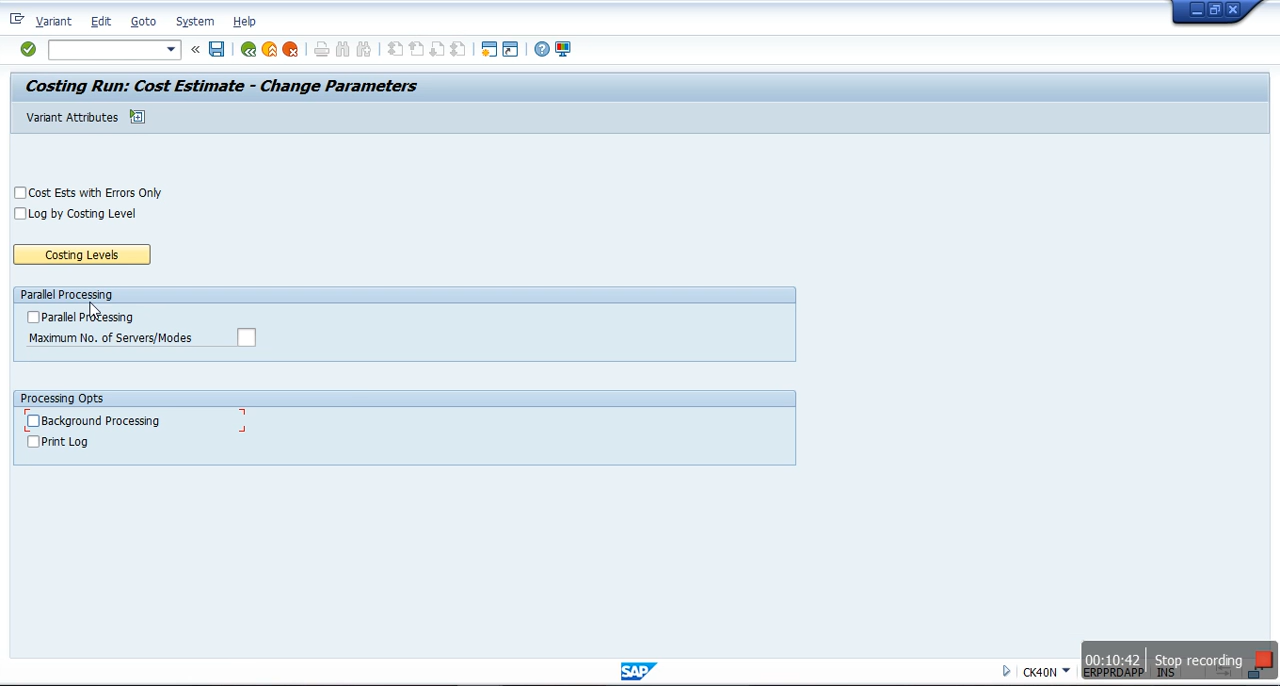 Variant Edit Goto System Help
Costing Run: Cost Estimate - Change Parameters
Variant Attributes
Cost Ests with Errors Only
Log by Costing Level
Costing Levels
Parallel Processing
Parallel Processing
Maximum No. of Servers/Modes
Processing Opts
Background Processing
Print Log
SAP
CK40N ERPPRDAPP INS
00:10:42 Stop recording